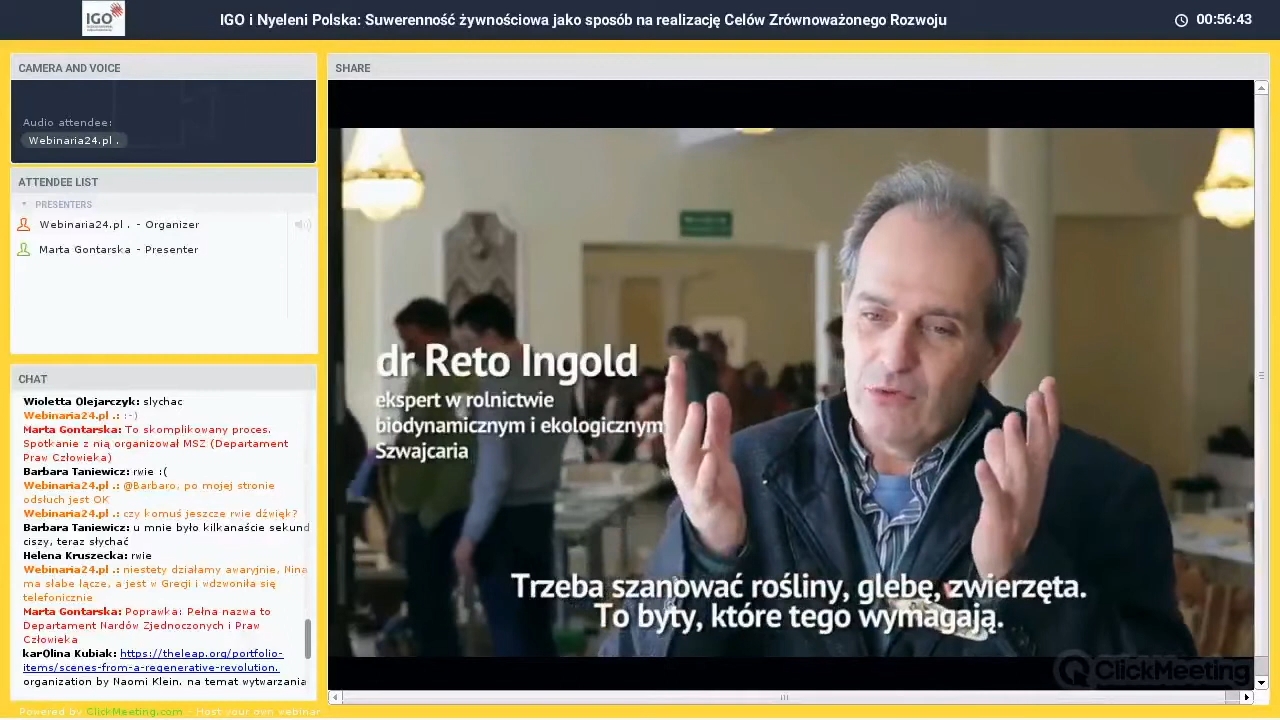 IGO
IGO i Nyeleni Polska: Suwerenność żywnościowa jako sposób na realizację Celów Zrównoważonego Rozwoju
00:56:43
CAMERA AND VOICE
Audio attendee:
Webinaria24.pl .
ATTENDEE LIST
PRESENTERS
Webinaria24.pl . - Organizer
Marta Gontarska - Presenter
CHAT
Wioletta Olejarczyk: slychac
Webinaria24.pl .: :-)
Marta Gontarska: To skomplikowany proces.
Spotkanie z nią organizował MSZ (Departament
Praw Człowieka)
Barbara Taniewicz: rwie :(
Webinaria24.pl .: @Barbaro, po mojej stronie
odsłuch jest OK
Webinaria24.pl .: czy komuś jeszcze rwie dźwięk?
Barbara Taniewicz: u mnie było kilkanaście sekund
ciszy, teraz słychać
Helena Kruszecka: rwie
Webinaria24.pl .: niestety działamy awaryjnie, Nina
ma słabe lącze, a jest w Gregi i wdzwoniła się
telefonicznie
Marta Gontarska: Poprawka: Pełna nazwa to
Departament Nardów Zjednoczonych i Praw
Człowieka
karOlina Kubiak: https://theleap.org/portfolio-
items/scenes-from-a-regenerative-revolution.
organization by Naomi Klein. na temat wytwarzania
Powered by ClickMeeting.com - Host your own webinar
SHARE
dr Reto Ingold
ekspert w rolnictwie
biodynamicznym i ekologicznym
Szwajcaria
Trzeba szanować rośliny, glebę, zwierzęta.
To byty, które tego wymagają.
ClickMeeting